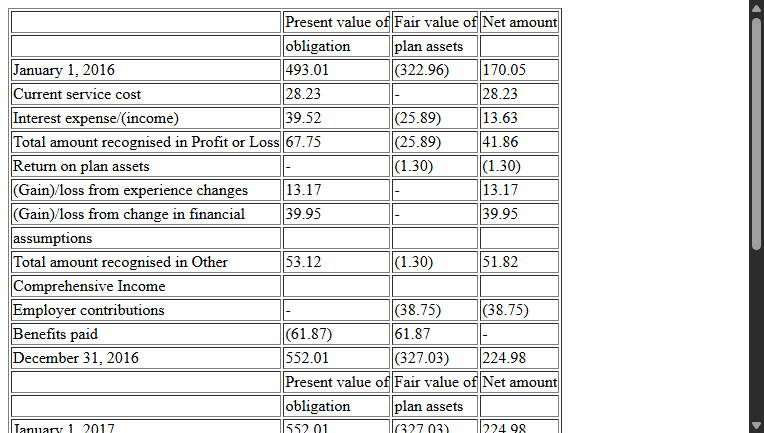 Present value of Fair value of Net amount
obligation plan assets
January 1, 2016 493.01 (322.96) 170.05
Current service cost 28.23 - 28.23
Interest expense/(income) 39.52 (25.89) 13.63
Total amount recognised in Profit or Loss 67.75 (25.89) 41.86
Return on plan assets - (1.30) (1.30)
(Gain)/loss from experience changes 13.17 - 13.17
(Gain)/loss from change in financial 39.95 - 39.95
assumptions
Total amount recognised in Other 53.12 (1.30) 51.82
Comprehensive Income
Employer contributions - (38.75) (38.75)
Benefits paid (61.87) 61.87 -
December 31, 2016 552.01 (327.03) 224.98
Present value of Fair value of Net amount
obligation plan assets
January 1, 2017 552.01 (327.03) 224.98